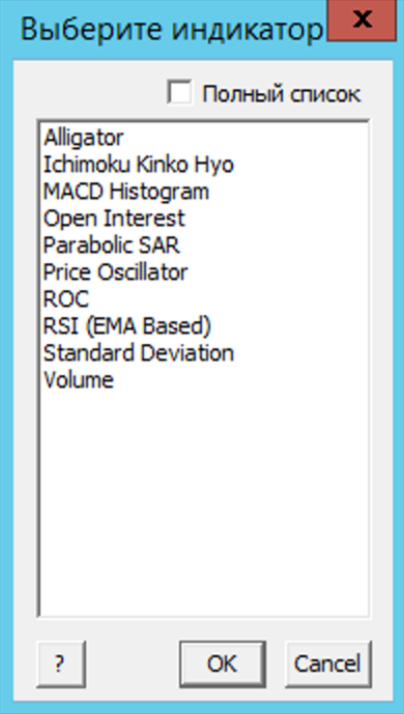 Выберите индикатор
x
Полный список
Alligator
Ichimoku Kinko Hyo
MACD Histogram
Open Interest
Parabolic SAR
Price Oscillator
ROC
RSI (EMA Based)
Standard Deviation
Volume
? OK Cancel